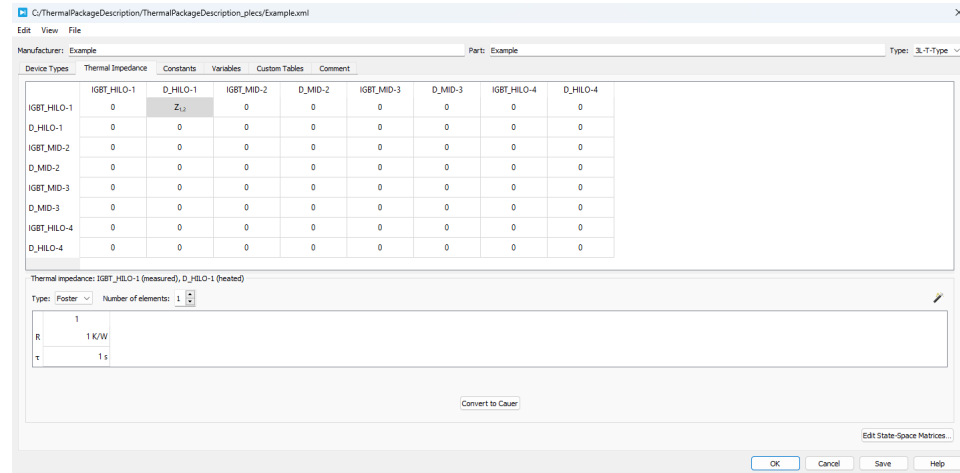 C:/ThermalPackageDescription/ThermalPackageDescription_plecs/Example.xml
Edit View File
Manufacturer: Example Part: Example Type: 3L-T-Type
Device Types Thermal Impedance Constants Variables Custom Tables Comment
IGBT_HILO-1 D_HILO-1 IGBT_MID-2 D_MID-2 IGBT_MID-3 D_MID-3 IGBT_HILO-4 D_HILO-4
IGBT_HILO-1 0 Z1,2 0 0 0 0 0 0
D_HILO-1 0 0 0 0 0 0 0 0
IGBT_MID-2 0 0 0 0 0 0 0 0
D_MID-2 0 0 0 0 0 0 0 0
IGBT_MID-3 0 0 0 0 0 0 0 0
D_MID-3 0 0 0 0 0 0 0 0
IGBT_HILO-4 0 0 0 0 0 0 0 0
D_HILO-4 0 0 0 0 0 0 0 0
Thermal impedance: IGBT_HILO-1 (measured), D_HILO-1 (heated)
Type: Foster Number of elements: 1
1
R 1 K/W
τ 1 s
Convert to Cauer
Edit State-Space Matrices...
OK Cancel Save Help